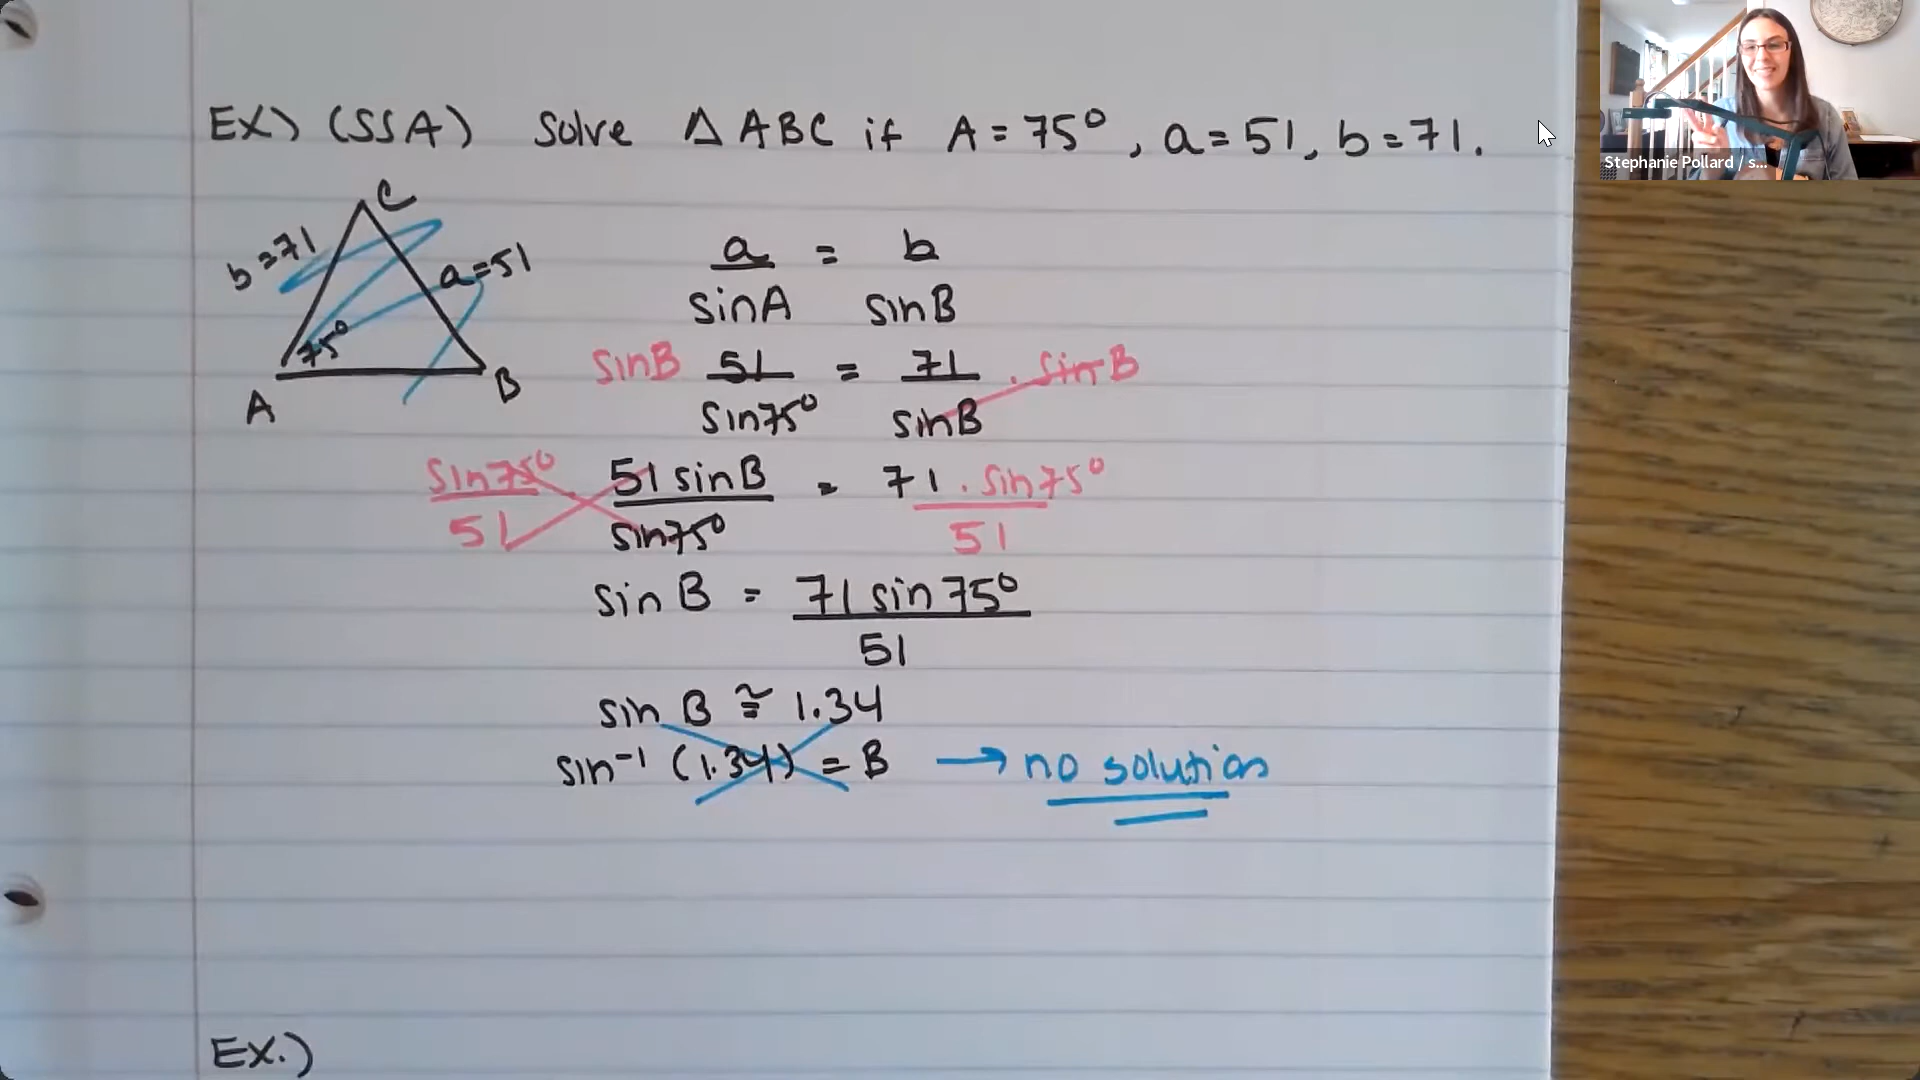 EX) (SSA) Solve △ABC if A=75°, a=51, b=71.
Stephanie Pollard / s...
C
b=71
a=51
75°
A
B
a = b
sinA sinB
sinB 51 = 71 . sinB
sin75° sinB
sin75° 51 sinB = 71 . sin75°
51 sin75° 51
sin B = 71 sin 75°
51
sin B ≅ 1.34
sin⁻¹ (1.34) = B → no solution
EX.)